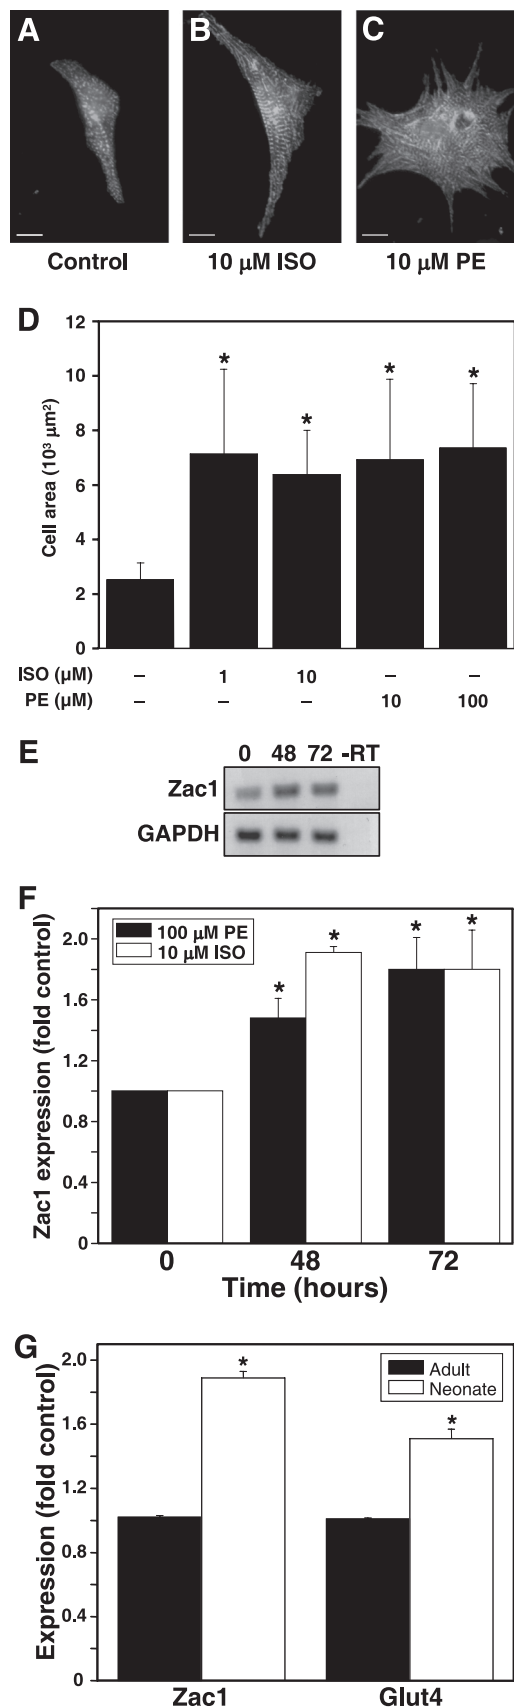 A B C
Control 10 µM ISO 10 µM PE
D
12
10
8
6
4
2
0
Cell area (10³ µm²)
* * * *
ISO (µM) – 1 10 – –
PE (µM) – – – 10 100
E
0 48 72 -RT
Zac1
GAPDH
F
100 µM PE
10 µM ISO
2.0
1.6
1.2
0.8
0.4
0
Zac1 expression (fold control)
* * * *
0 48 72
Time (hours)
G
Adult
Neonate
2.0
1.6
1.2
0.8
0.4
0
Expression (fold control)
* *
Zac1 Glut4